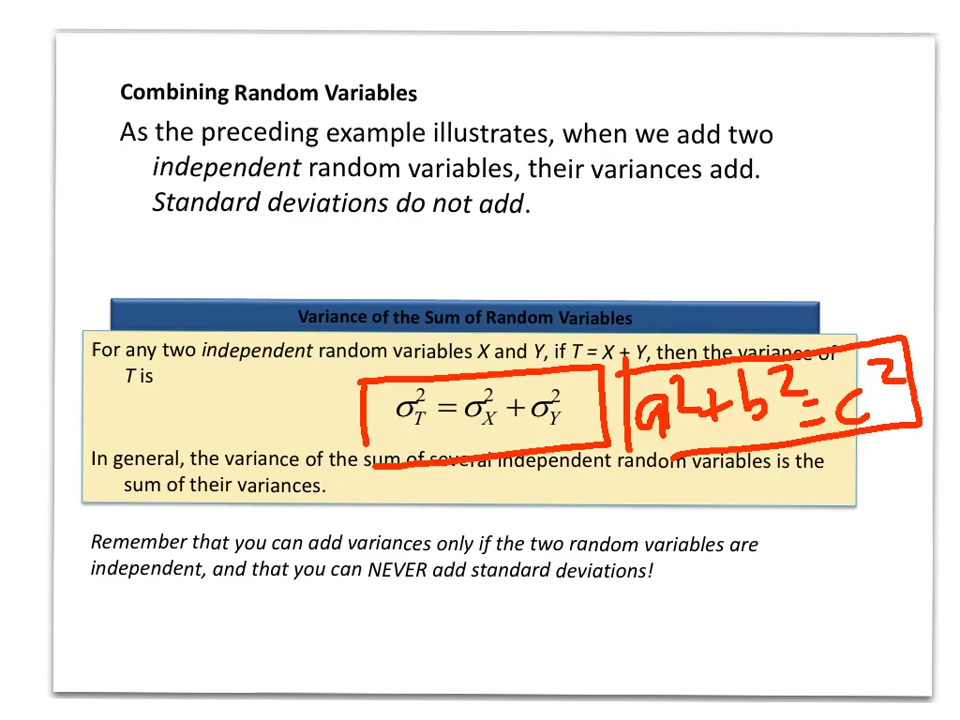 Combining Random Variables
As the preceding example illustrates, when we add two
independent random variables, their variances add.
Standard deviations do not add.
Variance of the Sum of Random Variables
For any two independent random variables X and Y, if T = X + Y, then the variance of
T is
σ²_T = σ²_X + σ²_Y
a² + b² = c²
In general, the variance of the sum of several independent random variables is the
sum of their variances.
Remember that you can add variances only if the two random variables are
independent, and that you can NEVER add standard deviations!